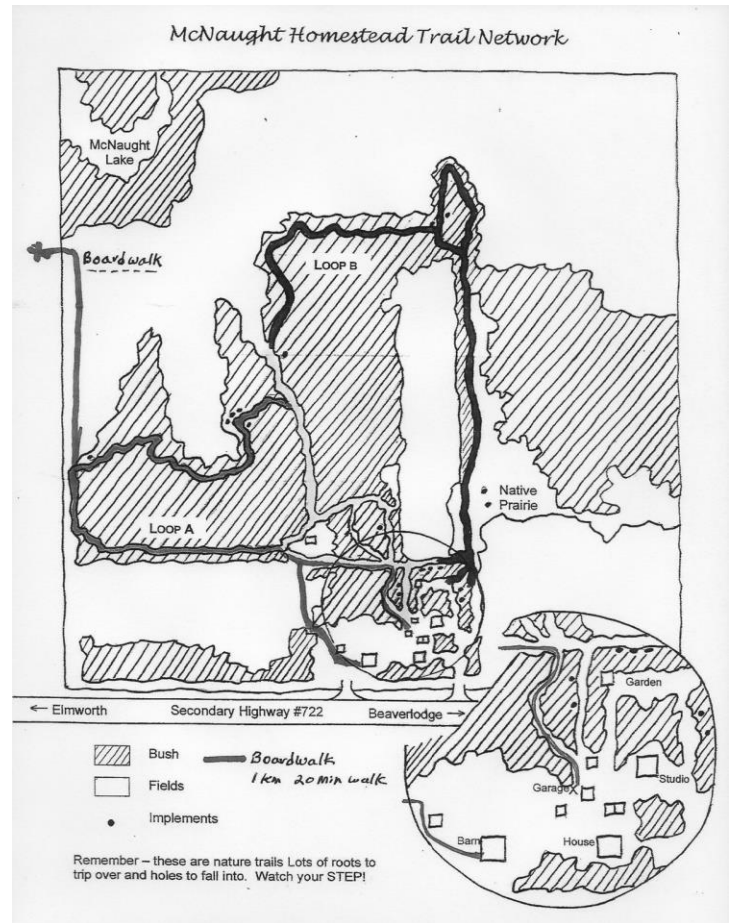 McNaught Homestead Trail Network
McNaught
Lake
Boardwalk
LOOP B
Native
Prairie
LOOP A
← Elmworth Secondary Highway #722 Beaverlodge →
Garden
Studio
Garage X
Barn
House
Bush
Fields
Implements
Boardwalk
1 km 20 min walk
Remember – these are nature trails Lots of roots to
trip over and holes to fall into. Watch your STEP!